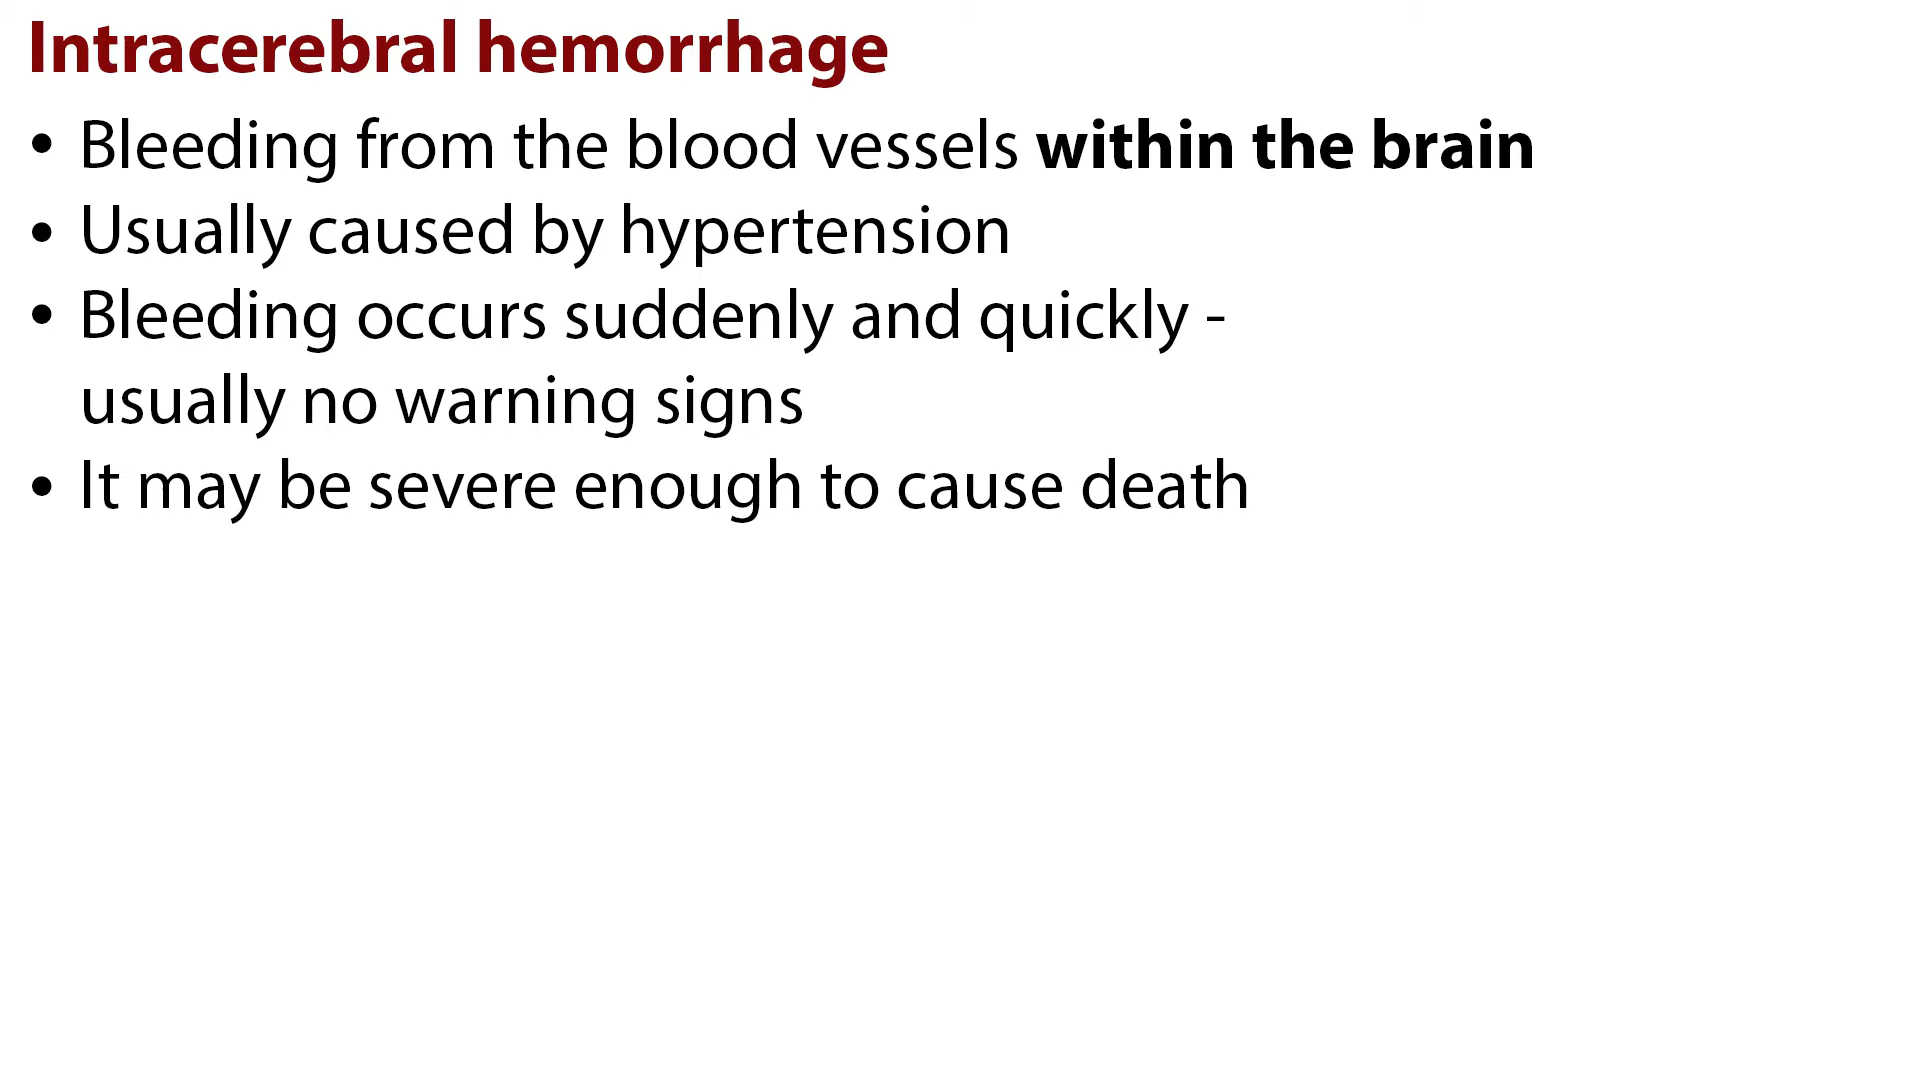 Intracerebral hemorrhage
• Bleeding from the blood vessels within the brain
• Usually caused by hypertension
• Bleeding occurs suddenly and quickly -
usually no warning signs
• It may be severe enough to cause death